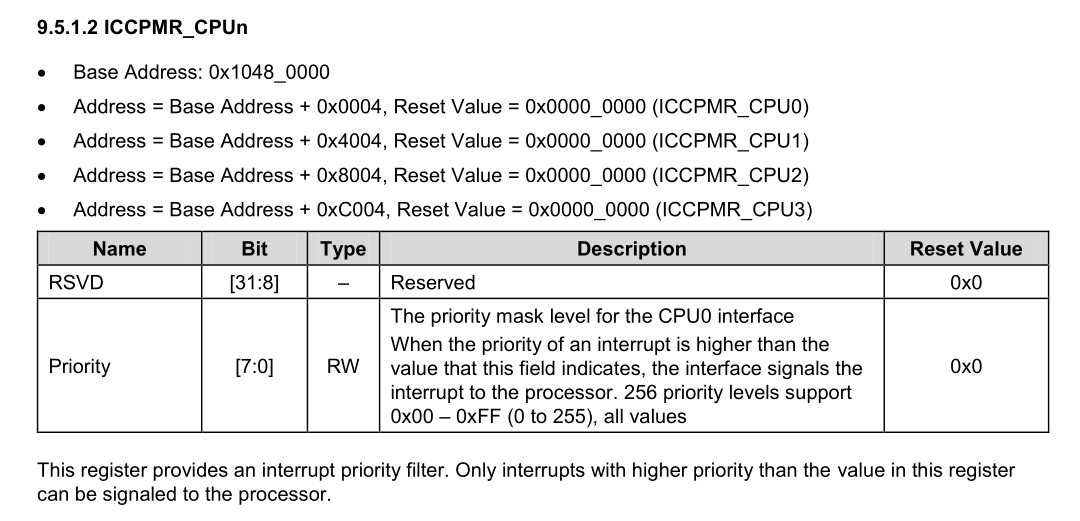 9.5.1.2 ICCPMR_CPUn
• Base Address: 0x1048_0000
• Address = Base Address + 0x0004, Reset Value = 0x0000_0000 (ICCPMR_CPU0)
• Address = Base Address + 0x4004, Reset Value = 0x0000_0000 (ICCPMR_CPU1)
• Address = Base Address + 0x8004, Reset Value = 0x0000_0000 (ICCPMR_CPU2)
• Address = Base Address + 0xC004, Reset Value = 0x0000_0000 (ICCPMR_CPU3)
Name Bit Type Description Reset Value
RSVD [31:8] – Reserved 0x0
The priority mask level for the CPU0 interface
When the priority of an interrupt is higher than the
Priority [7:0] RW value that this field indicates, the interface signals the 0x0
interrupt to the processor. 256 priority levels support
0x00 – 0xFF (0 to 255), all values
This register provides an interrupt priority filter. Only interrupts with higher priority than the value in this register
can be signaled to the processor.